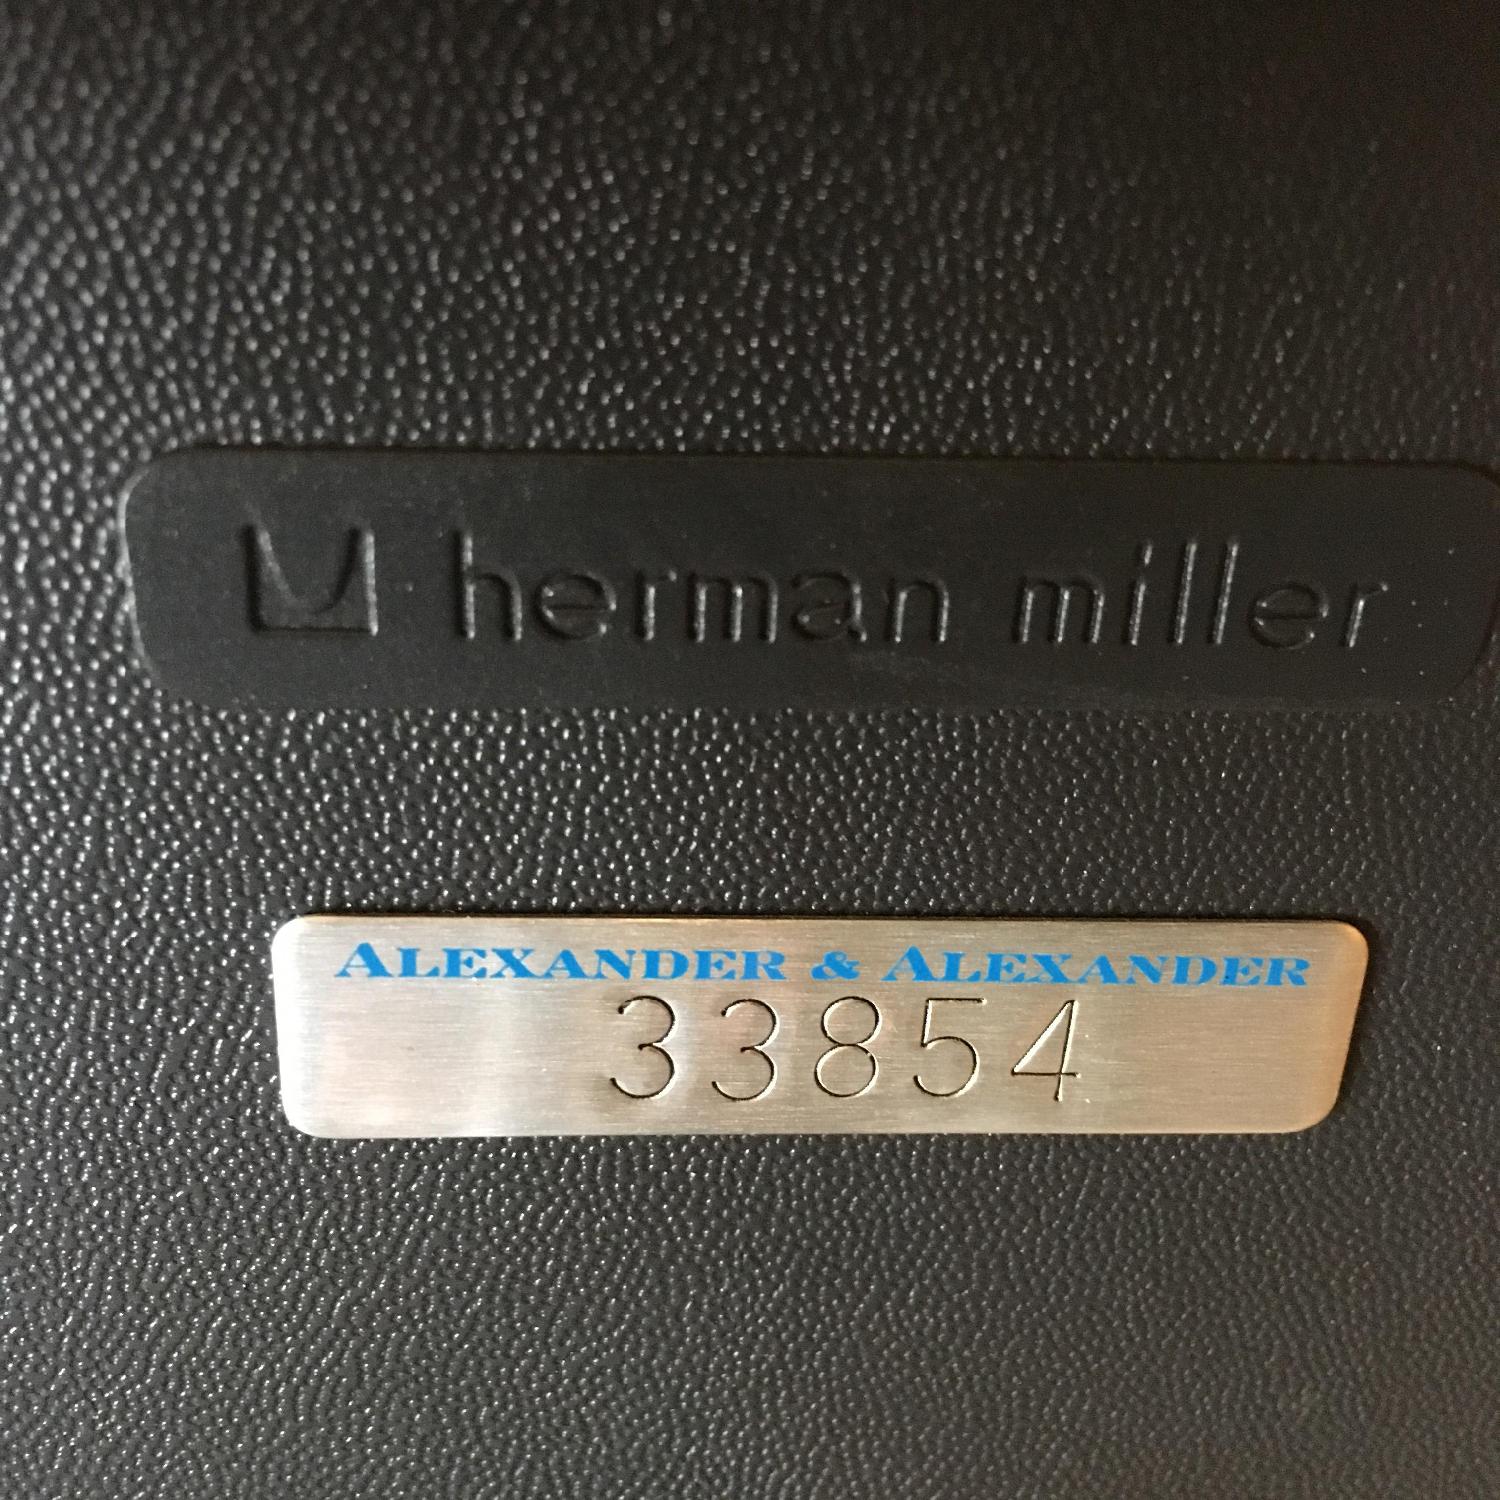 herman miller
ALEXANDER & ALEXANDER
33854